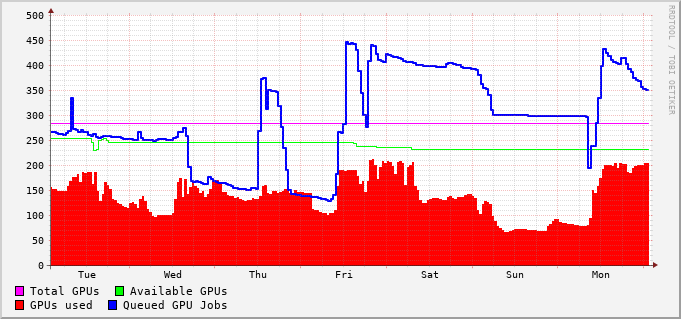 500
450
400
350
300
250
200
150
100
50
0
Tue Wed Thu Fri Sat Sun Mon
Total GPUs Available GPUs
GPUs used Queued GPU Jobs
RRDTOOL / TOBI OETIKER